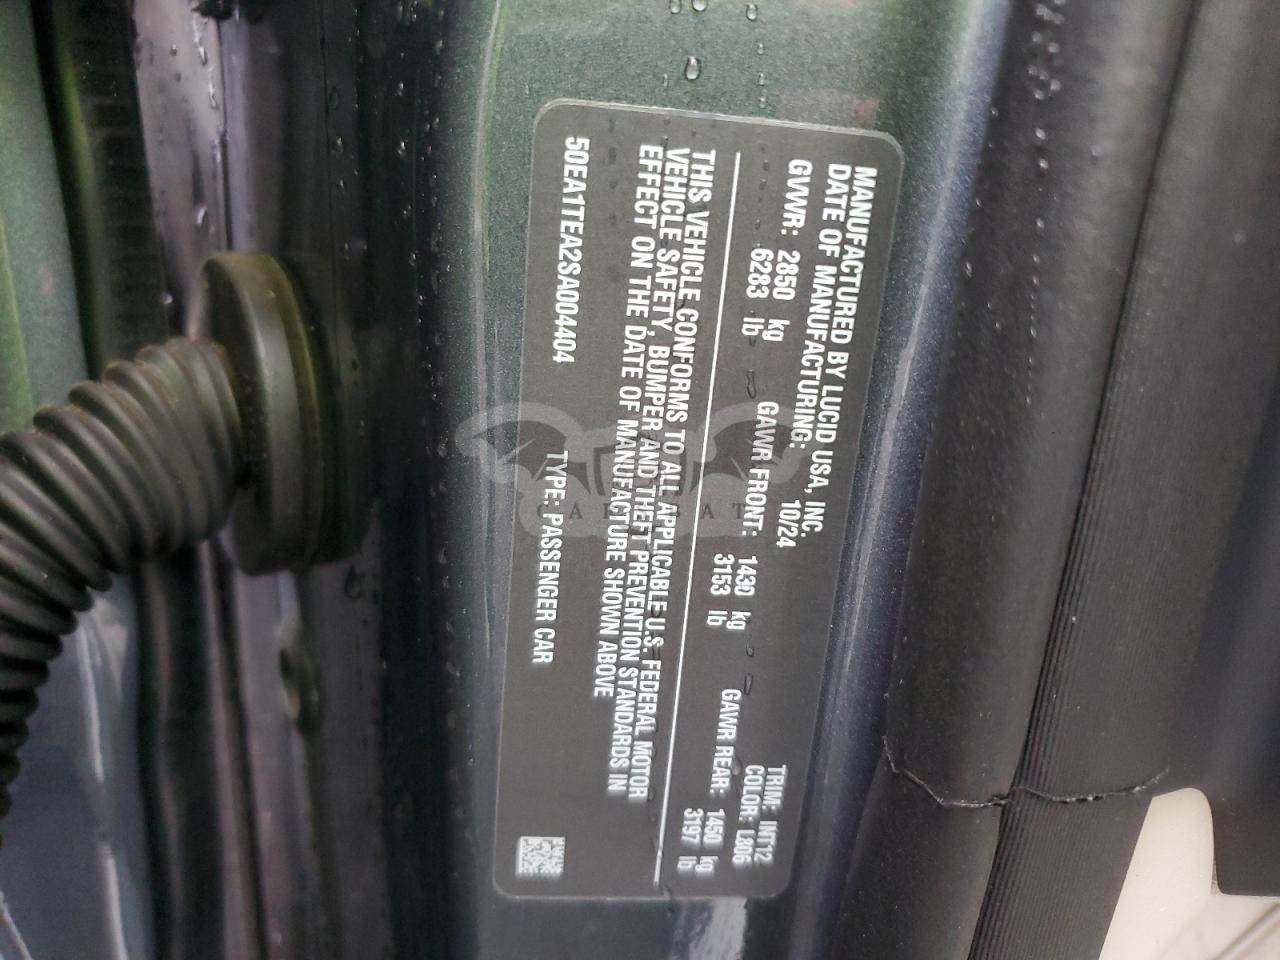 MANUFACTURED BY LUCID USA, INC.
DATE OF MANUFACTURING: 10/24 TRIM: INT12
COLOR: L806
GVWR: 2850 kg GAWR FRONT: 1430 kg GAWR REAR: 1450 kg
6283 lb 3153 lb 3197 lb
THIS VEHICLE CONFORMS TO ALL APPLICABLE U.S. FEDERAL MOTOR
VEHICLE SAFETY, BUMPER AND THEFT PREVENTION STANDARDS IN
EFFECT ON THE DATE OF MANUFACTURE SHOWN ABOVE
50EA1TEA2SA004404 TYPE: PASSENGER CAR